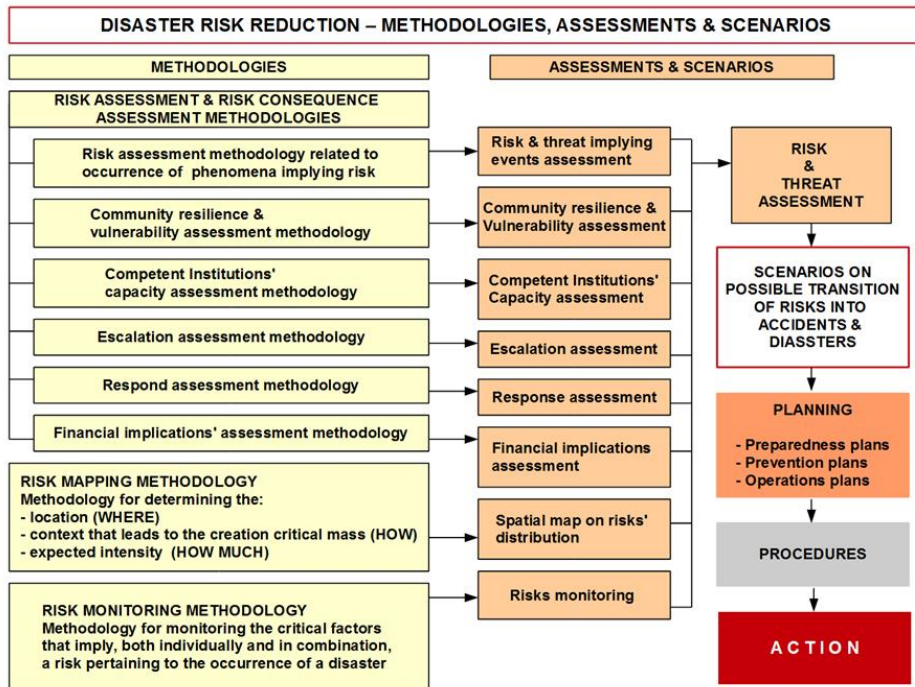 DISASTER RISK REDUCTION – METHODOLOGIES, ASSESSMENTS & SCENARIOS
METHODOLOGIES
RISK ASSESSMENT & RISK CONSEQUENCE
ASSESSMENT METHODOLOGIES
Risk assessment methodology related to
occurrence of phenomena implying risk
Community resilience &
vulnerability assessment methodology
Competent Institutions'
capacity assessment methodology
Escalation assessment methodology
Respond assessment methodology
Financial implications' assessment methodology
RISK MAPPING METHODOLOGY
Methodology for determining the:
- location (WHERE)
- context that leads to the creation critical mass (HOW)
- expected intensity (HOW MUCH)
RISK MONITORING METHODOLOGY
Methodology for monitoring the critical factors
that imply, both individually and in combination,
a risk pertaining to the occurrence of a disaster
ASSESSMENTS & SCENARIOS
Risk & threat implying
events assessment
Community resilience &
Vulnerability assessment
Competent Institutions'
Capacity assessment
Escalation assessment
Response assessment
Financial implications
assessment
Spatial map on risks'
distribution
Risks monitoring
RISK
&
THREAT
ASSESSMENT
SCENARIOS ON
POSSIBLE TRANSITION
OF RISKS INTO
ACCIDENTS &
DIASSTERS
PLANNING
- Preparedness plans
- Prevention plans
- Operations plans
PROCEDURES
ACTION